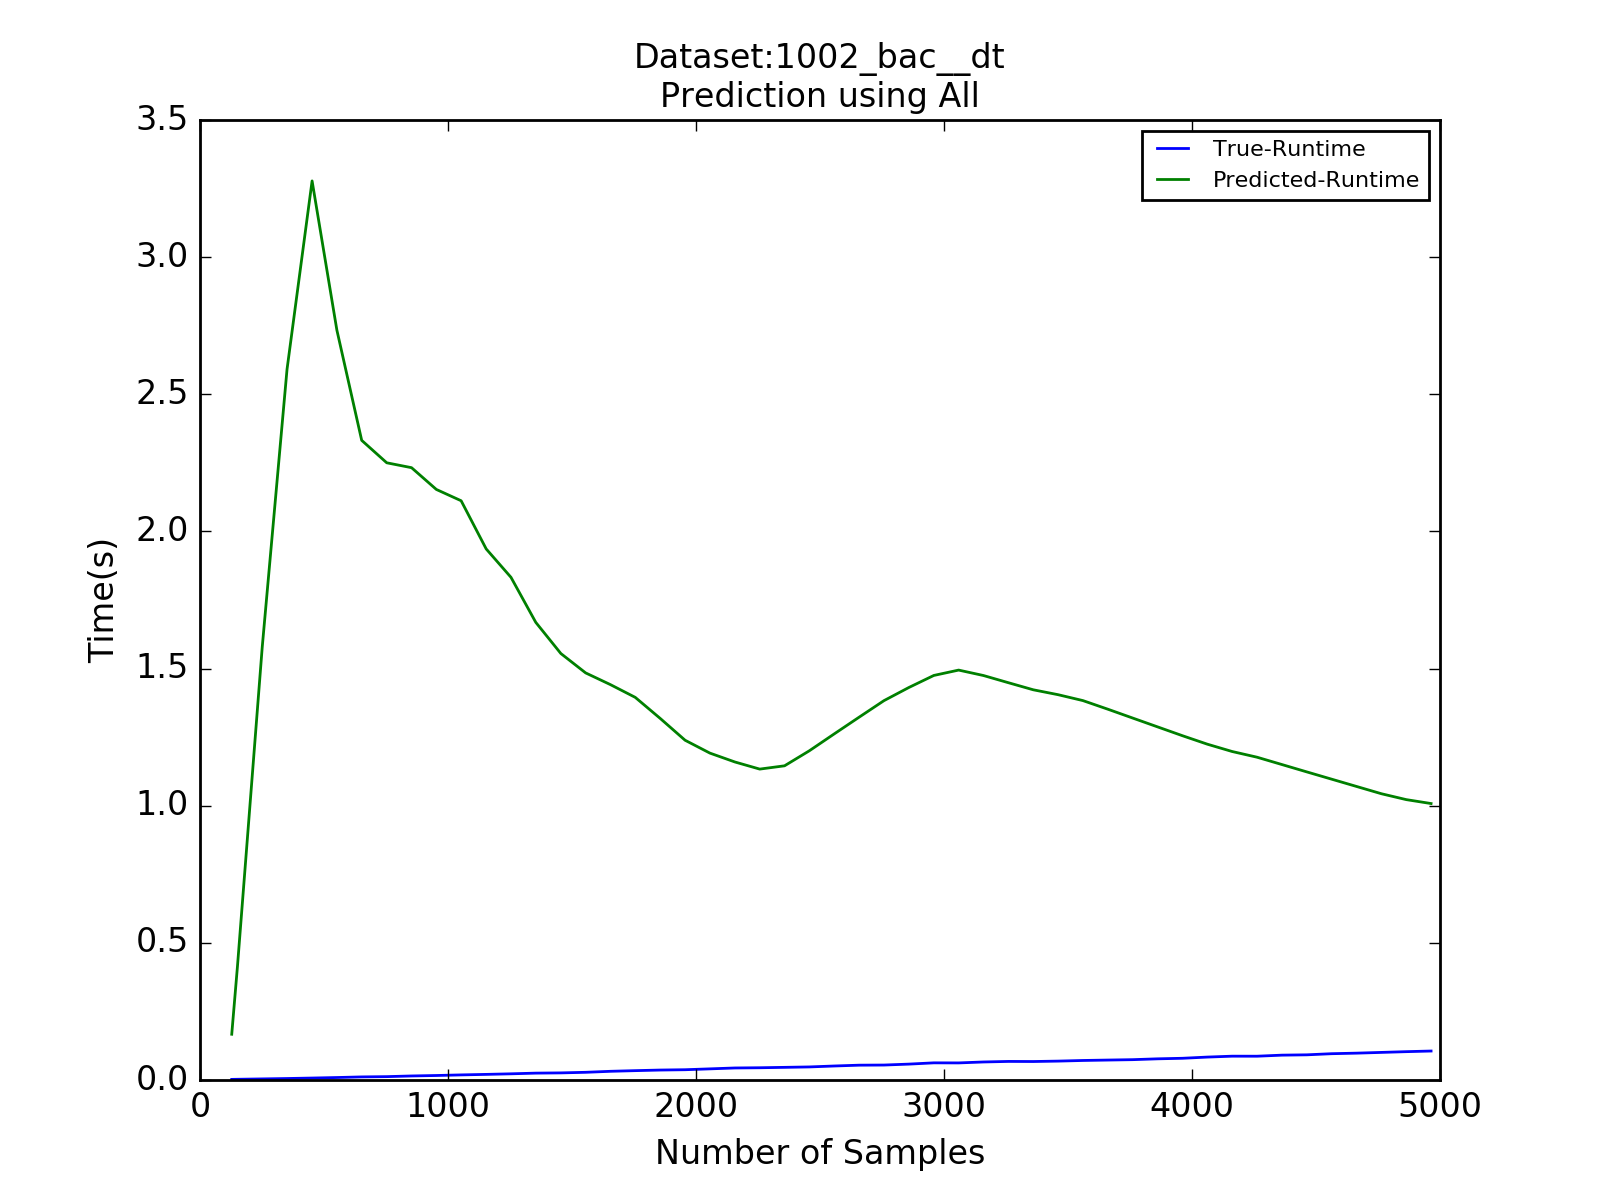 Dataset:1002_bac__dt
Prediction using All
3.5
3.0
2.5
2.0
1.5
1.0
0.5
0.0
Time(s)
True-Runtime
Predicted-Runtime
0 1000 2000 3000 4000 5000
Number of Samples